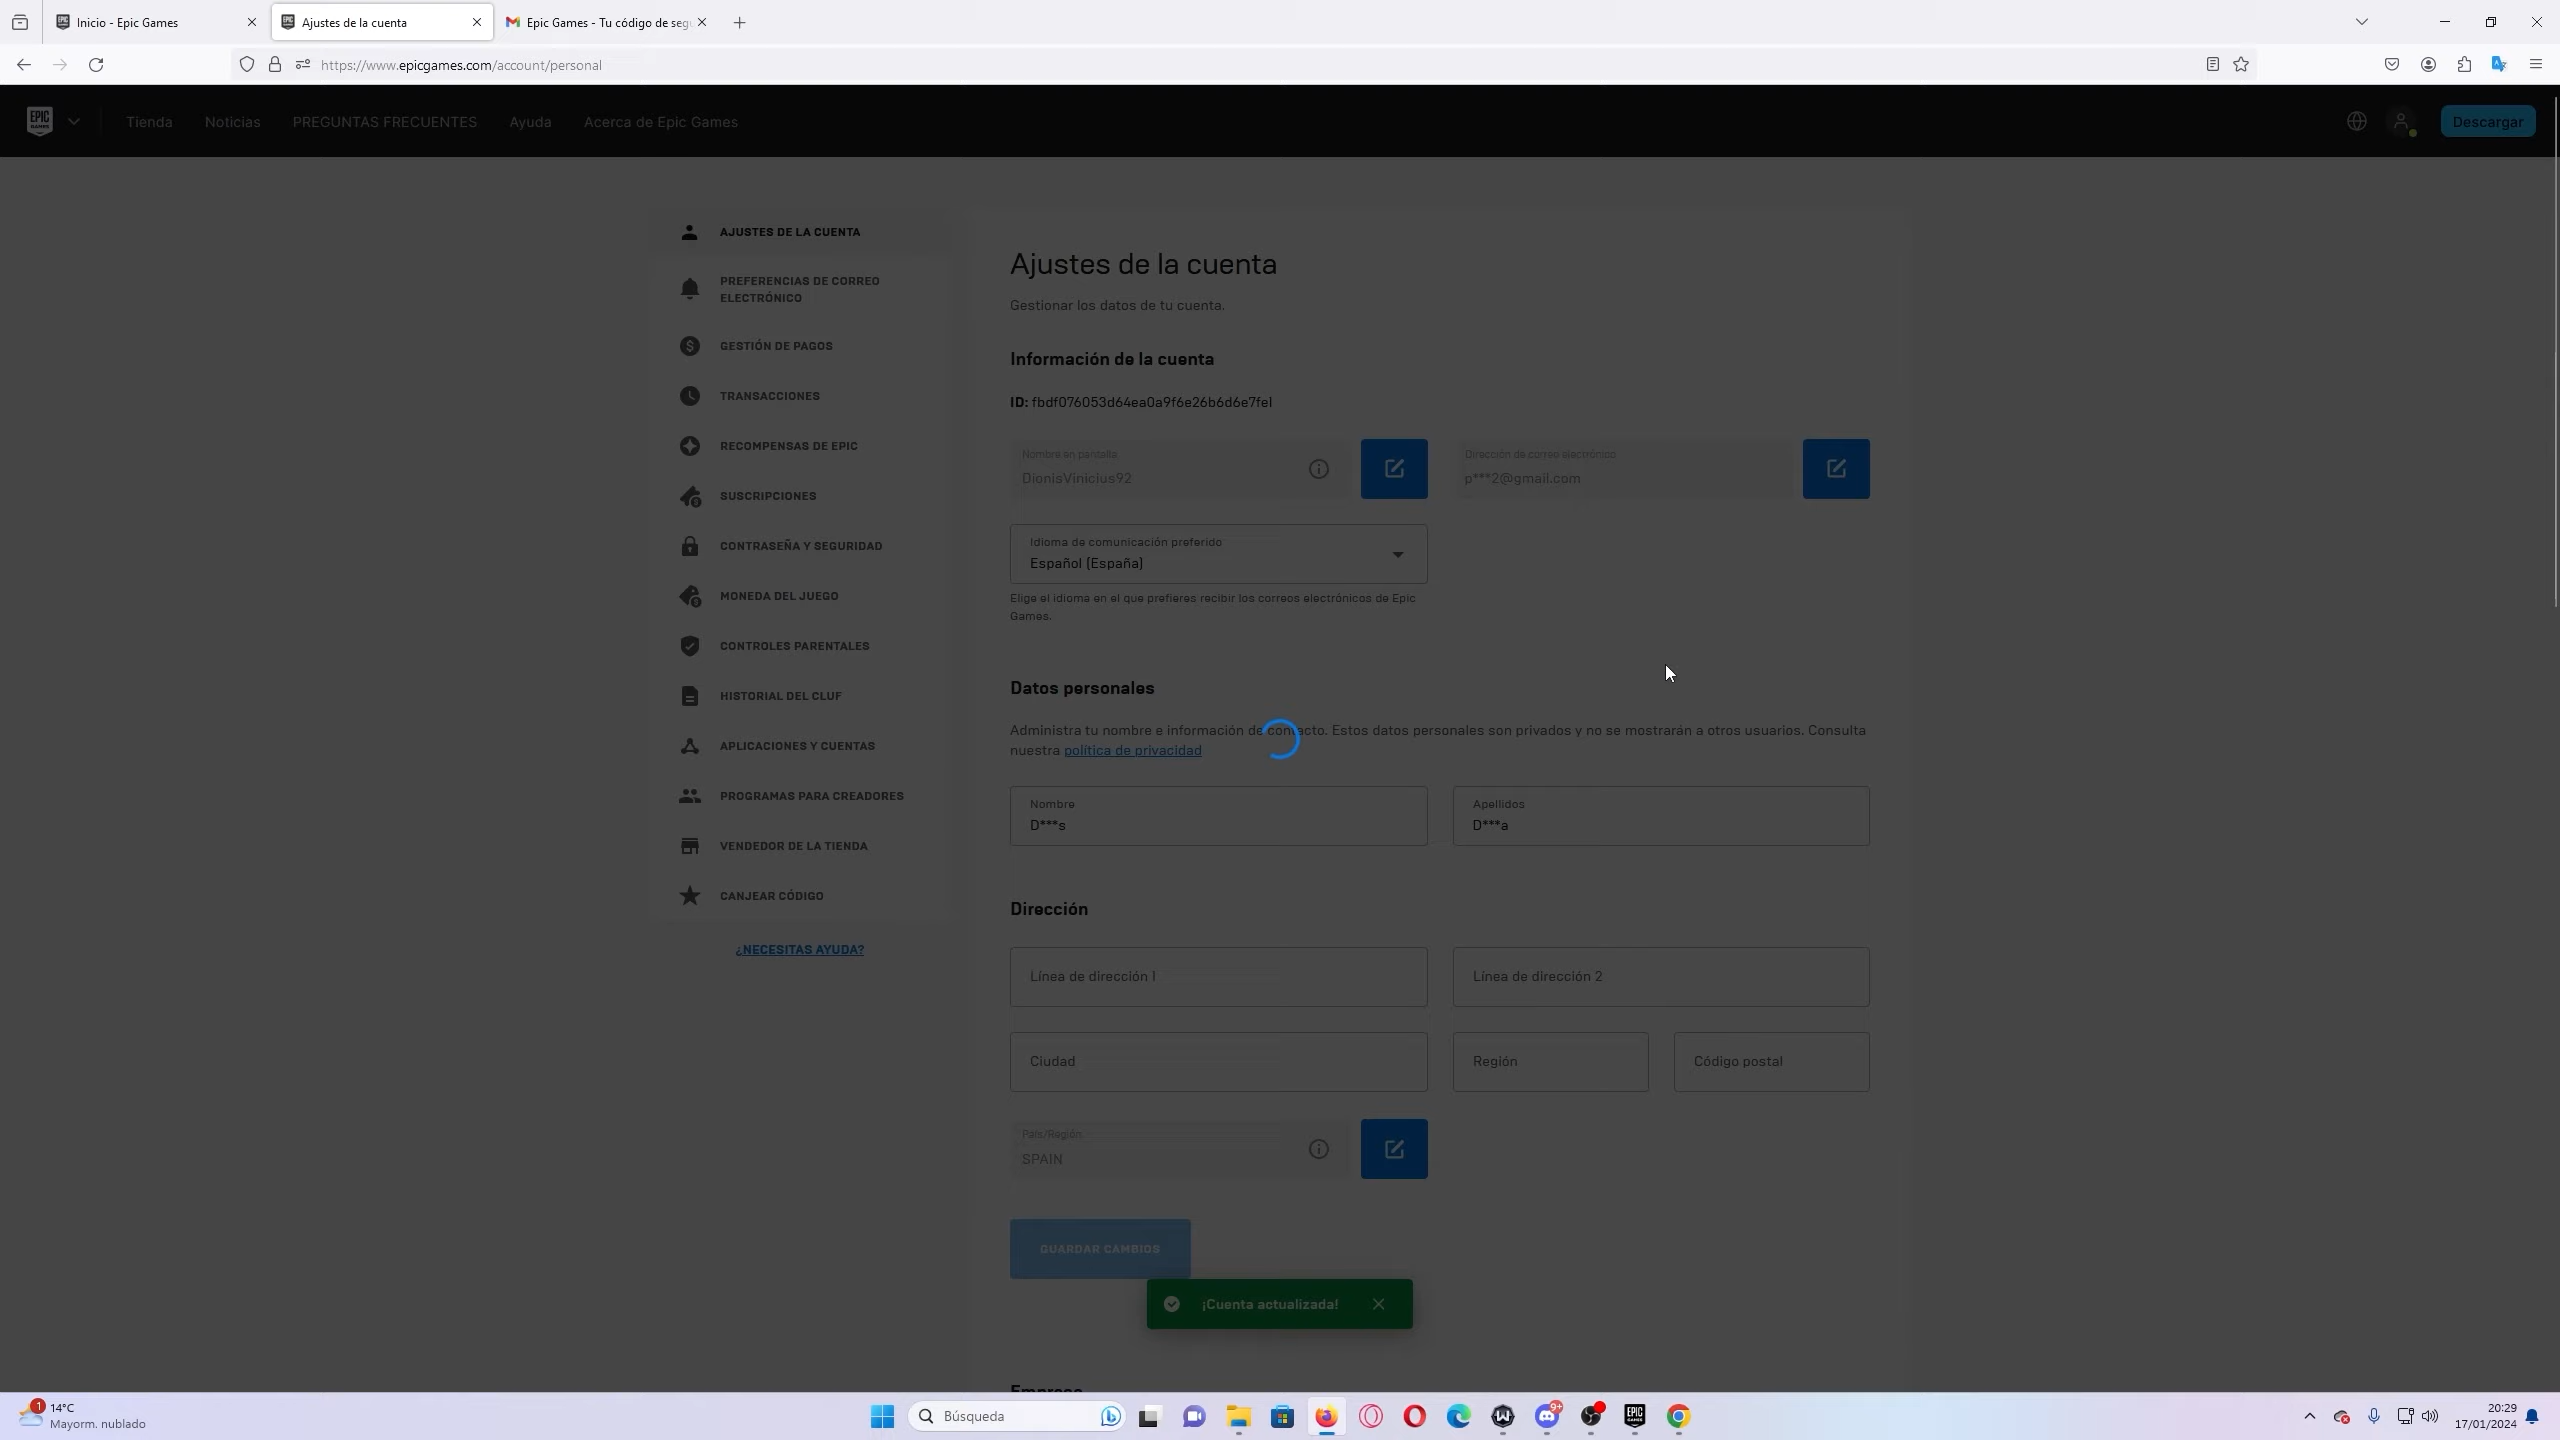 Inicio - Epic Games
Ajustes de la cuenta
Epic Games - Tu código de seg
https://www.epicgames.com/account/personal
EPIC GAMES
Tienda
Noticias
PREGUNTAS FRECUENTES
Ayuda
Acerca de Epic Games
Descargar
AJUSTES DE LA CUENTA
PREFERENCIAS DE CORREO
ELECTRÓNICO
GESTIÓN DE PAGOS
TRANSACCIONES
RECOMPENSAS DE EPIC
SUSCRIPCIONES
CONTRASEÑA Y SEGURIDAD
MONEDA DEL JUEGO
CONTROLES PARENTALES
HISTORIAL DEL CLUF
APLICACIONES Y CUENTAS
PROGRAMAS PARA CREADORES
VENDEDOR DE LA TIENDA
CANJEAR CÓDIGO
¿NECESITAS AYUDA?
Ajustes de la cuenta
Gestionar los datos de tu cuenta.
Información de la cuenta
ID: fbdf076053d64ea0a9f6e26b6d6e7fe1
Nombre en pantalla
DionisVinicius92
Dirección de correo electrónico
p***2@gmail.com
Idioma de comunicación preferido
Español (España)
Elige el idioma en el que prefieres recibir los correos electrónicos de Epic
Games.
Datos personales
Administra tu nombre e información de contacto. Estos datos personales son privados y no se mostrarán a otros usuarios. Consulta
nuestra política de privacidad
Nombre
D***s
Apellidos
D***a
Dirección
Línea de dirección 1
Línea de dirección 2
Ciudad
Región
Código postal
País/Región
SPAIN
GUARDAR CAMBIOS
¡Cuenta actualizada!
Empresa
1
14°C
Mayorm. nublado
Búsqueda
9+
EPIC GAMES
20:29
17/01/2024